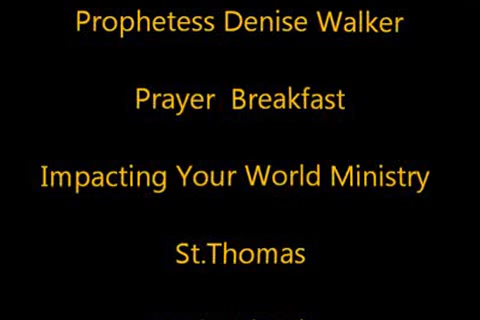 Prophetess Denise Walker
Prayer  Breakfast
Impacting Your World Ministry
St.Thomas